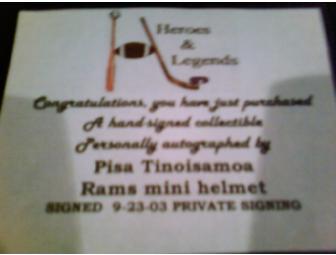 Heroes
&
Legends
Congratulations, you have just purchased
A hand-signed collectible
Personally autographed by
Pisa Tinoisamoa
Rams mini helmet
SIGNED 9-23-03 PRIVATE SIGNING